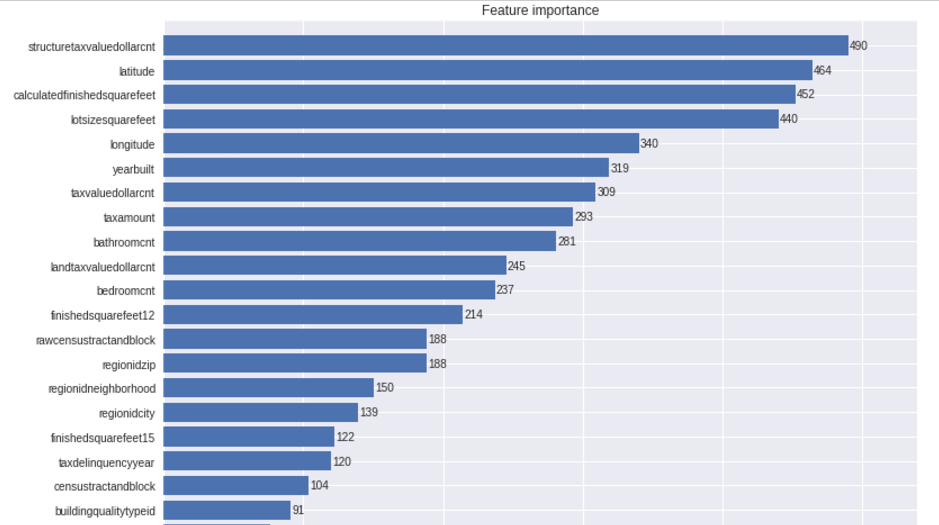 Feature importance
structuretaxvaluedollarcnt 490
latitude 464
calculatedfinishedsquarefeet 452
lotsizesquarefeet 440
longitude 340
yearbuilt 319
taxvaluedollarcnt 309
taxamount 293
bathroomcnt 281
landtaxvaluedollarcnt 245
bedroomcnt 237
finishedsquarefeet12 214
rawcensustractandblock 188
regionidzip 188
regionidneighborhood 150
regionidcity 139
finishedsquarefeet15 122
taxdelinquencyyear 120
censustractandblock 104
buildingqualitytypeid 91